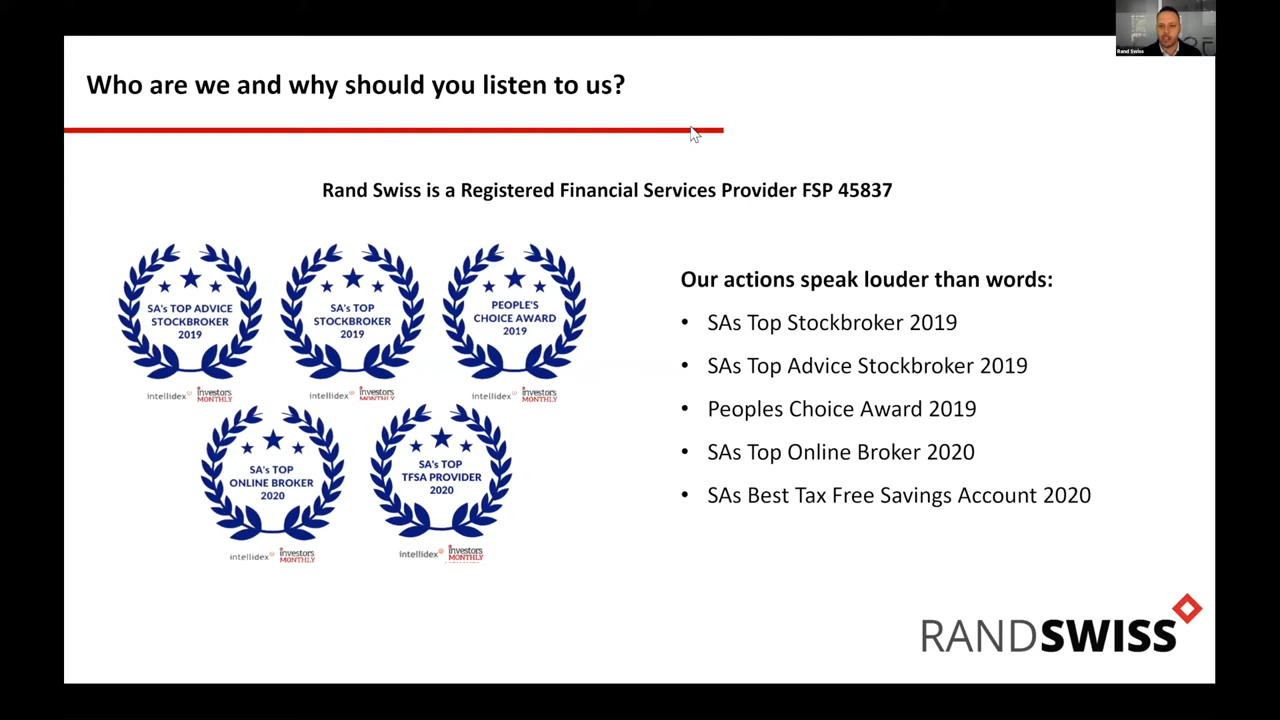 Rand Swiss
Who are we and why should you listen to us?
Rand Swiss is a Registered Financial Services Provider FSP 45837
SA's TOP ADVICE
STOCKBROKER
2019
intellidex
investors
MONTHLY
SA's TOP
STOCKBROKER
2019
intellidex
investors
MONTHLY
PEOPLE'S
CHOICE AWARD
2019
intellidex
investors
MONTHLY
SA's TOP
ONLINE BROKER
2020
intellidex
investors
MONTHLY
SA's TOP
TFSA PROVIDER
2020
intellidex
investors
MONTHLY
Our actions speak louder than words:
• SAs Top Stockbroker 2019
• SAs Top Advice Stockbroker 2019
• Peoples Choice Award 2019
• SAs Top Online Broker 2020
• SAs Best Tax Free Savings Account 2020
RANDSWISS